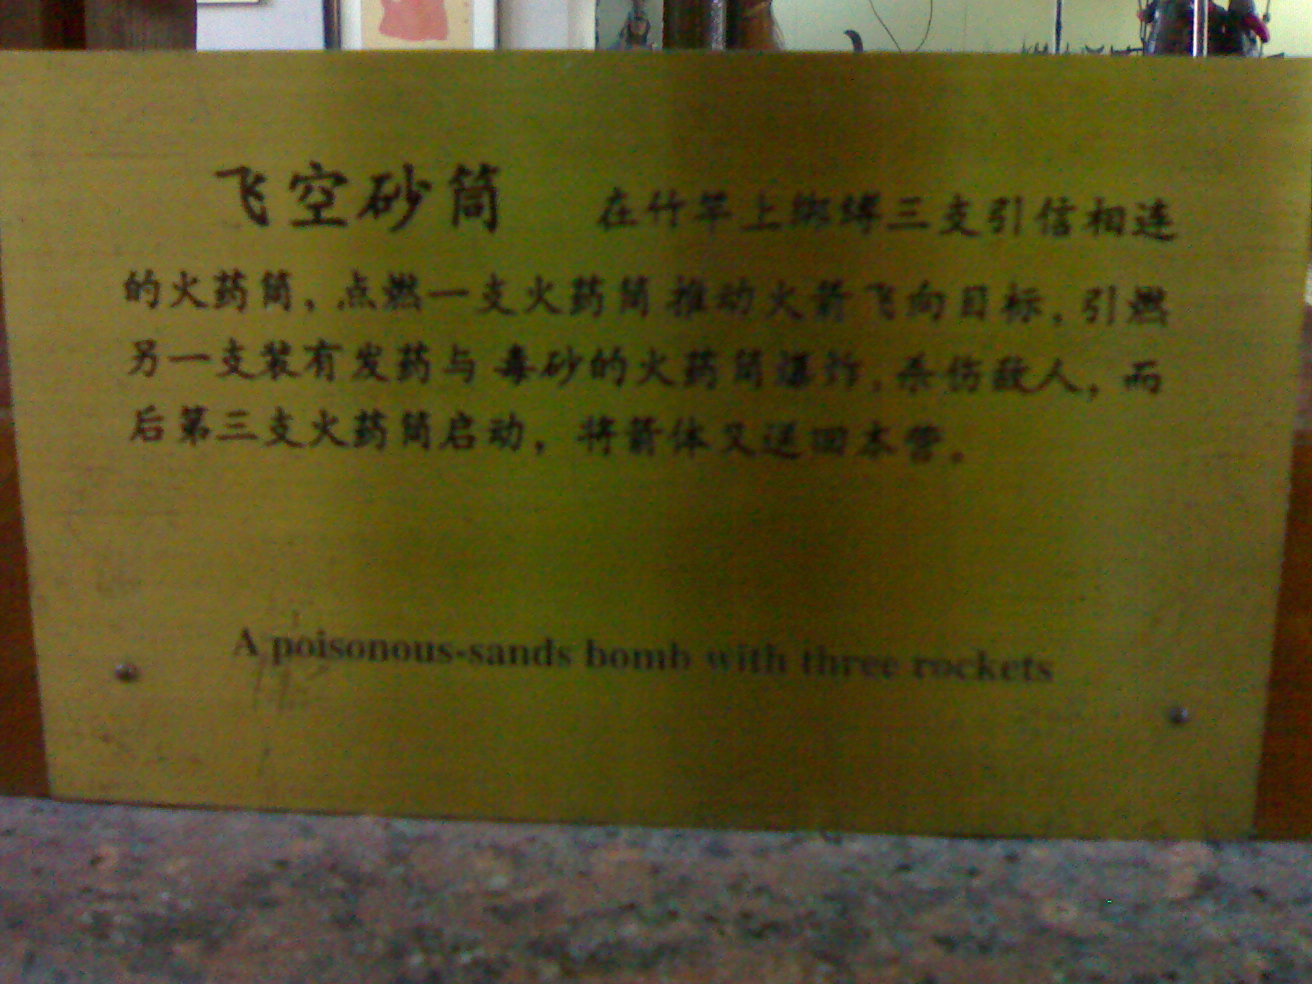 飞空砂筒 在竹竿上绑缚三支引信相连
的火药筒，点燃一支火药筒推动火箭飞向目标，引燃
另一支装有发药与毒砂的火药筒爆炸，杀伤敌人，而
后第三支火药筒启动，将箭体又送回本营。
A poisonous-sands bomb with three rockets